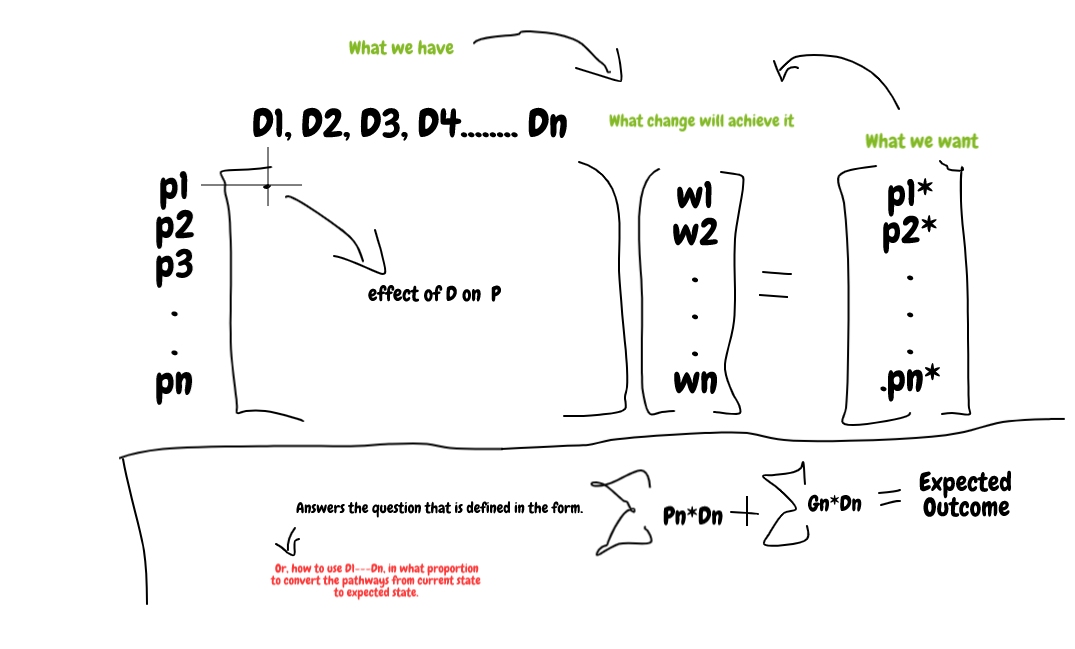 What we have
D1, D2, D3, D4........ Dn
What change will achieve it
What we want
p1
p2
p3
.
.
pn
effect of D on P
w1
w2
.
.
.
wn
=
p1*
p2*
.
.
.
.pn*
Answers the question that is defined in the form.
∑ Pn*Dn + ∑ Gn*Dn = Expected
Outcome
Or, how to use D1---Dn, in what proportion
to convert the pathways from current state
to expected state.